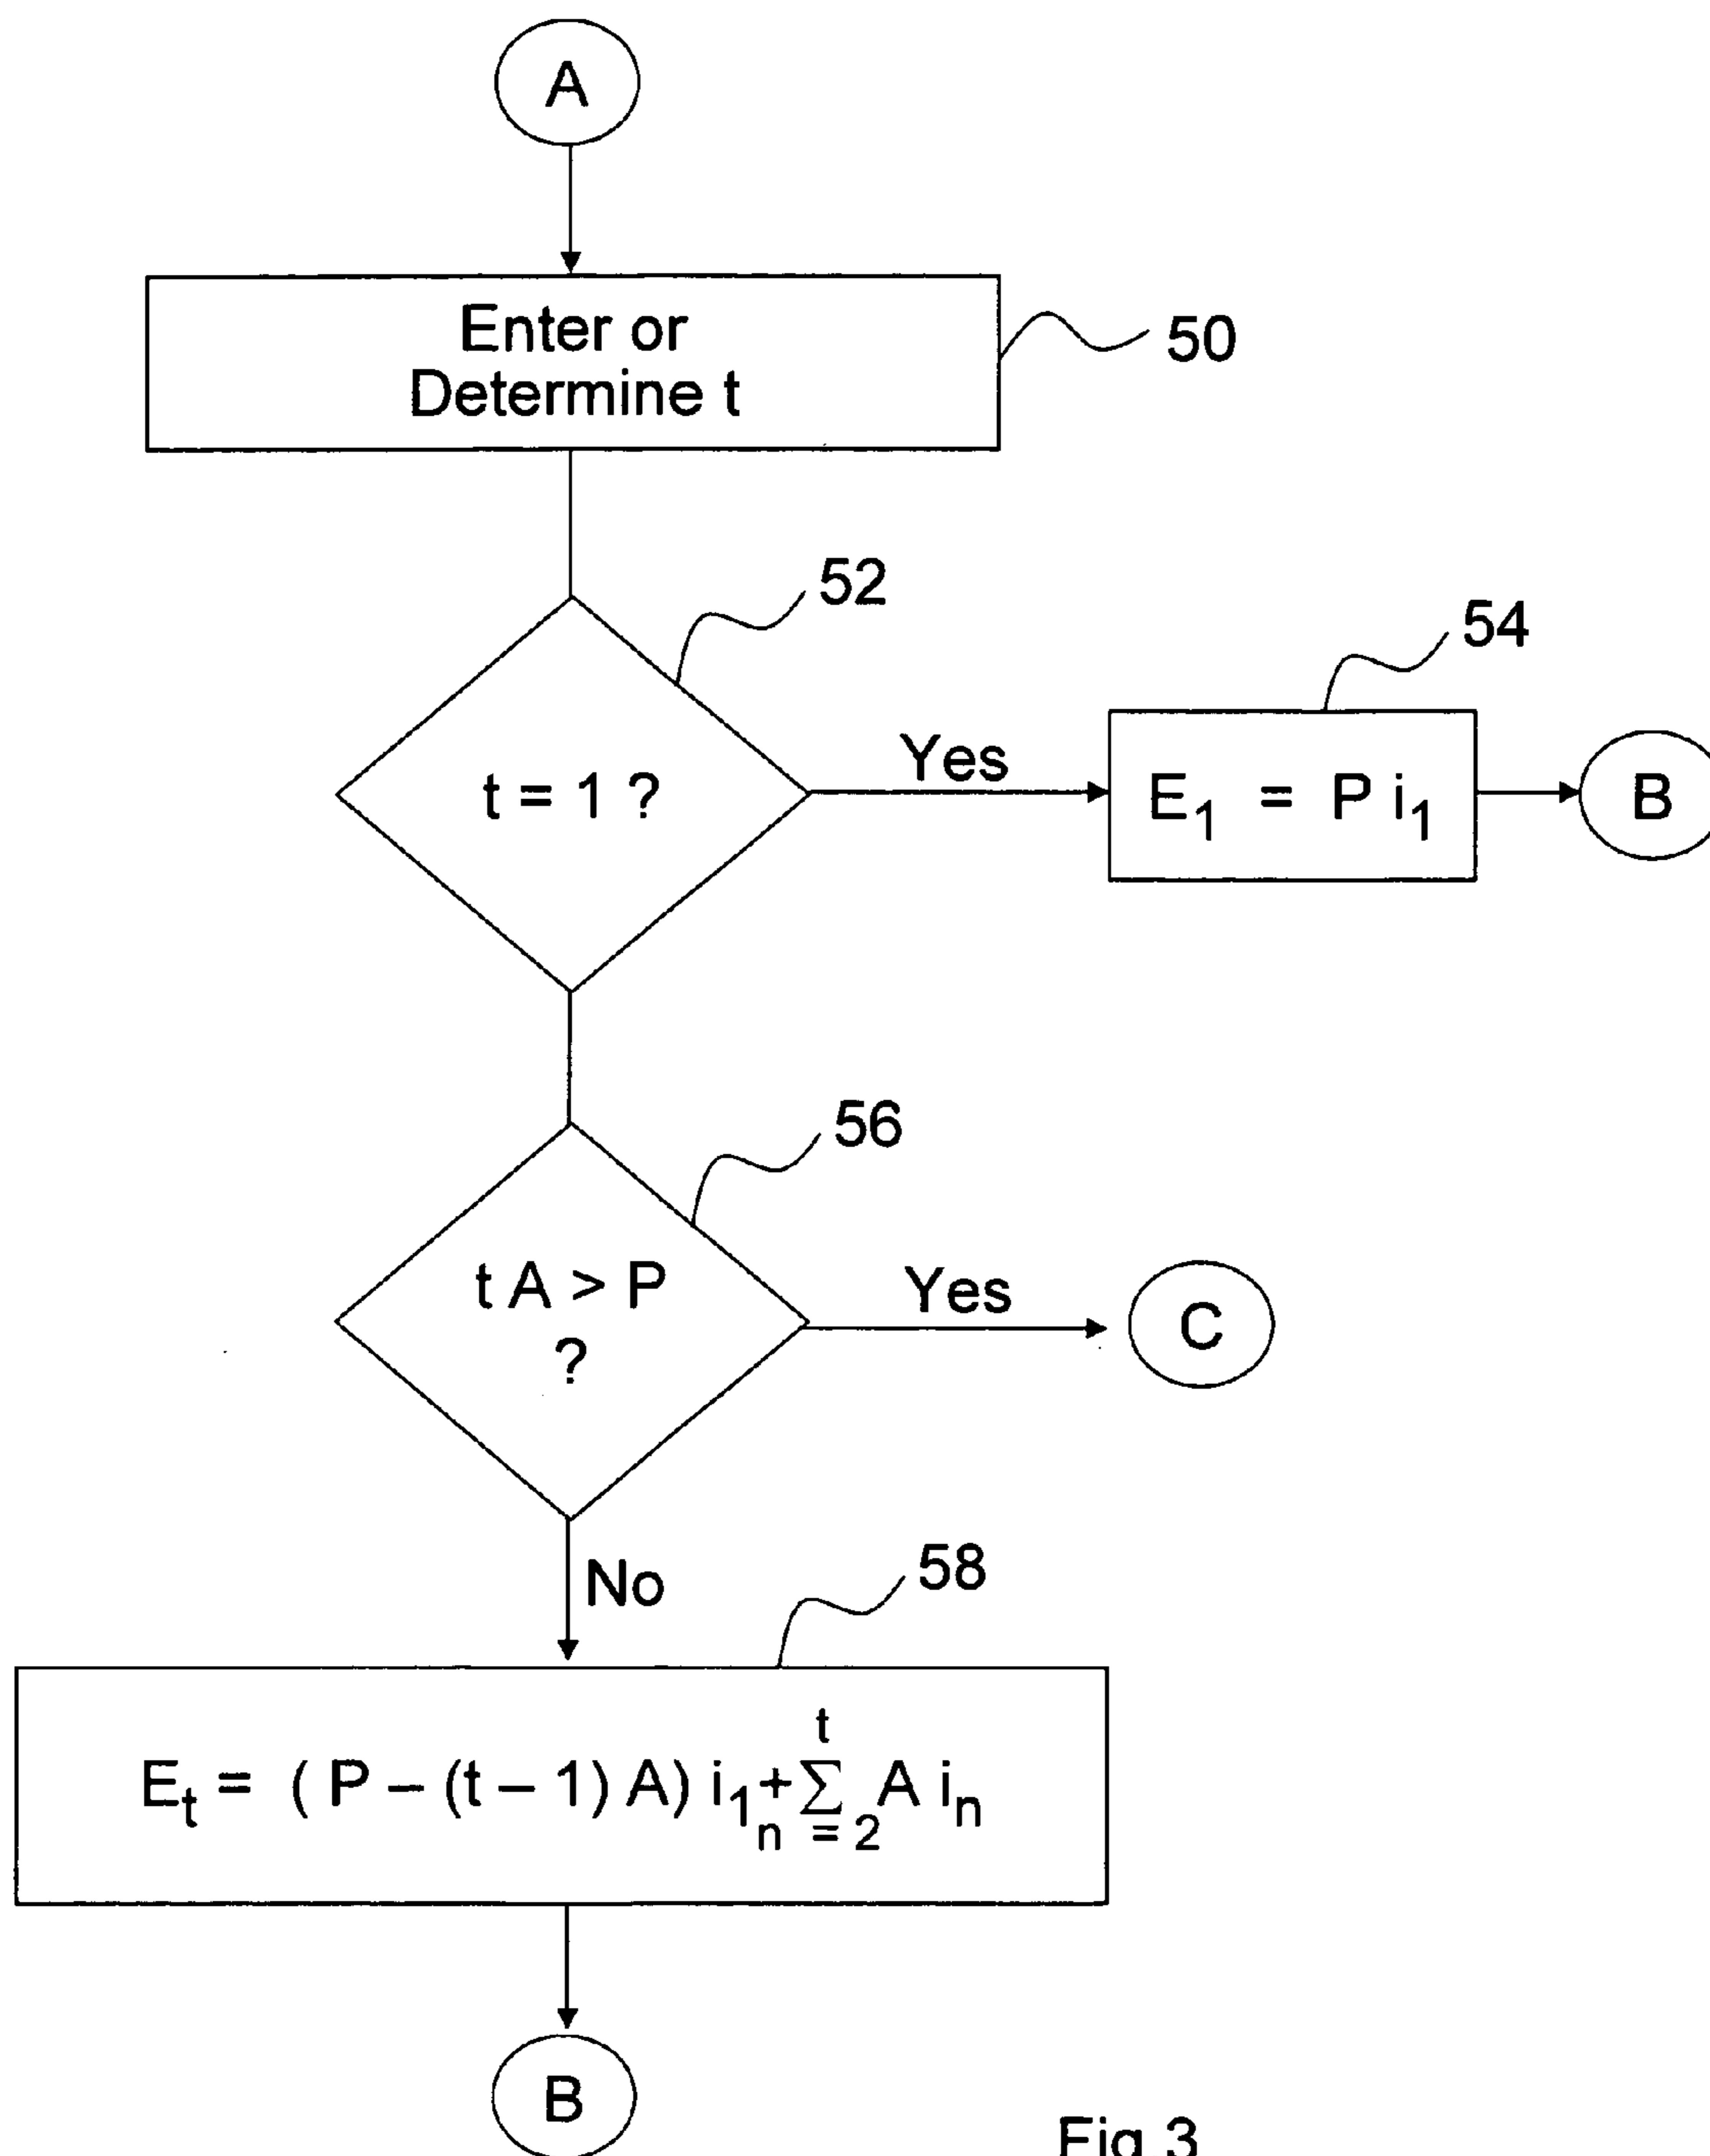 A
Enter or
Determine t
50
52
t = 1 ?
Yes
54
E₁ = P i₁
B
56
t A > P
?
Yes
C
No
58
Eₜ = ( P – (t – 1) A) i₁ + ∑ₙ₌₂ᵗ A iₙ
B
Fig 3